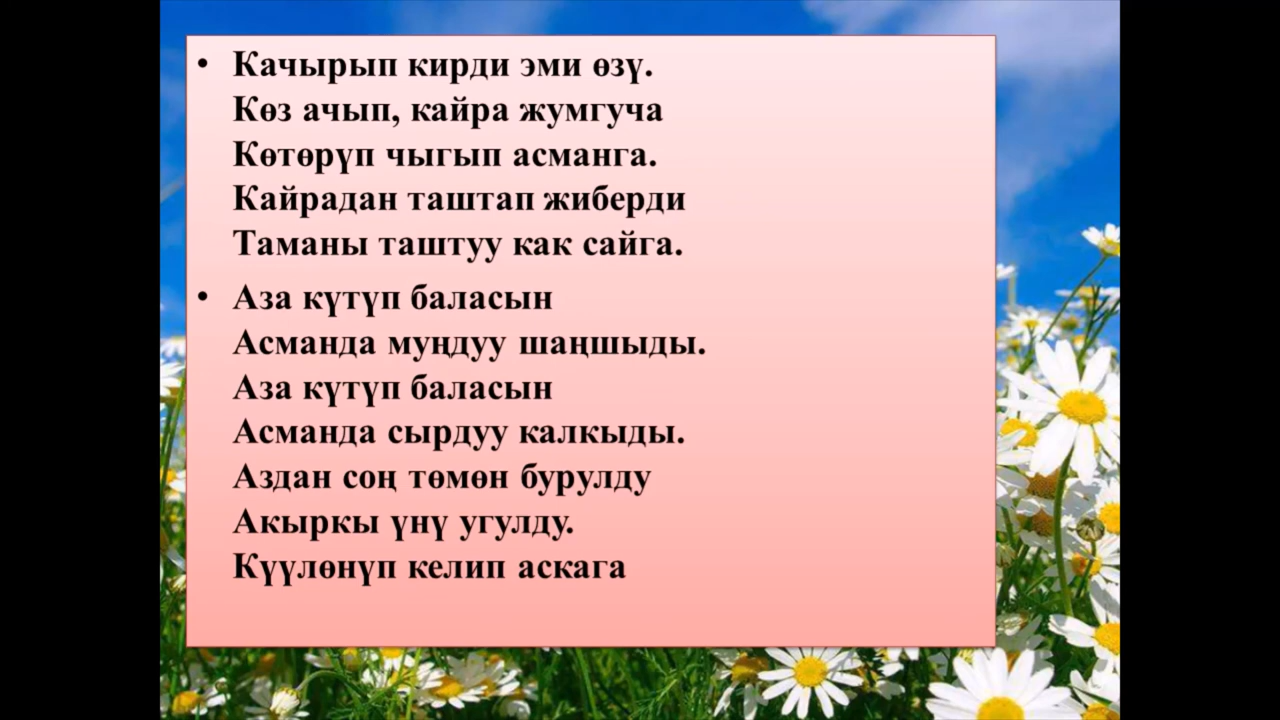 • Качырып кирди эми өзү.
Көз ачып, кайра жумгуча
Көтөрүп чыгып асманга.
Кайрадан таштап жиберди
Таманы таштуу как сайга.
• Аза күтүп баласын
Асманда муңдуу шаңшыды.
Аза күтүп баласын
Асманда сырдуу калкыды.
Аздан соң төмөн бурулду
Акыркы үнү угулду.
Күүлөнүп келип аскага